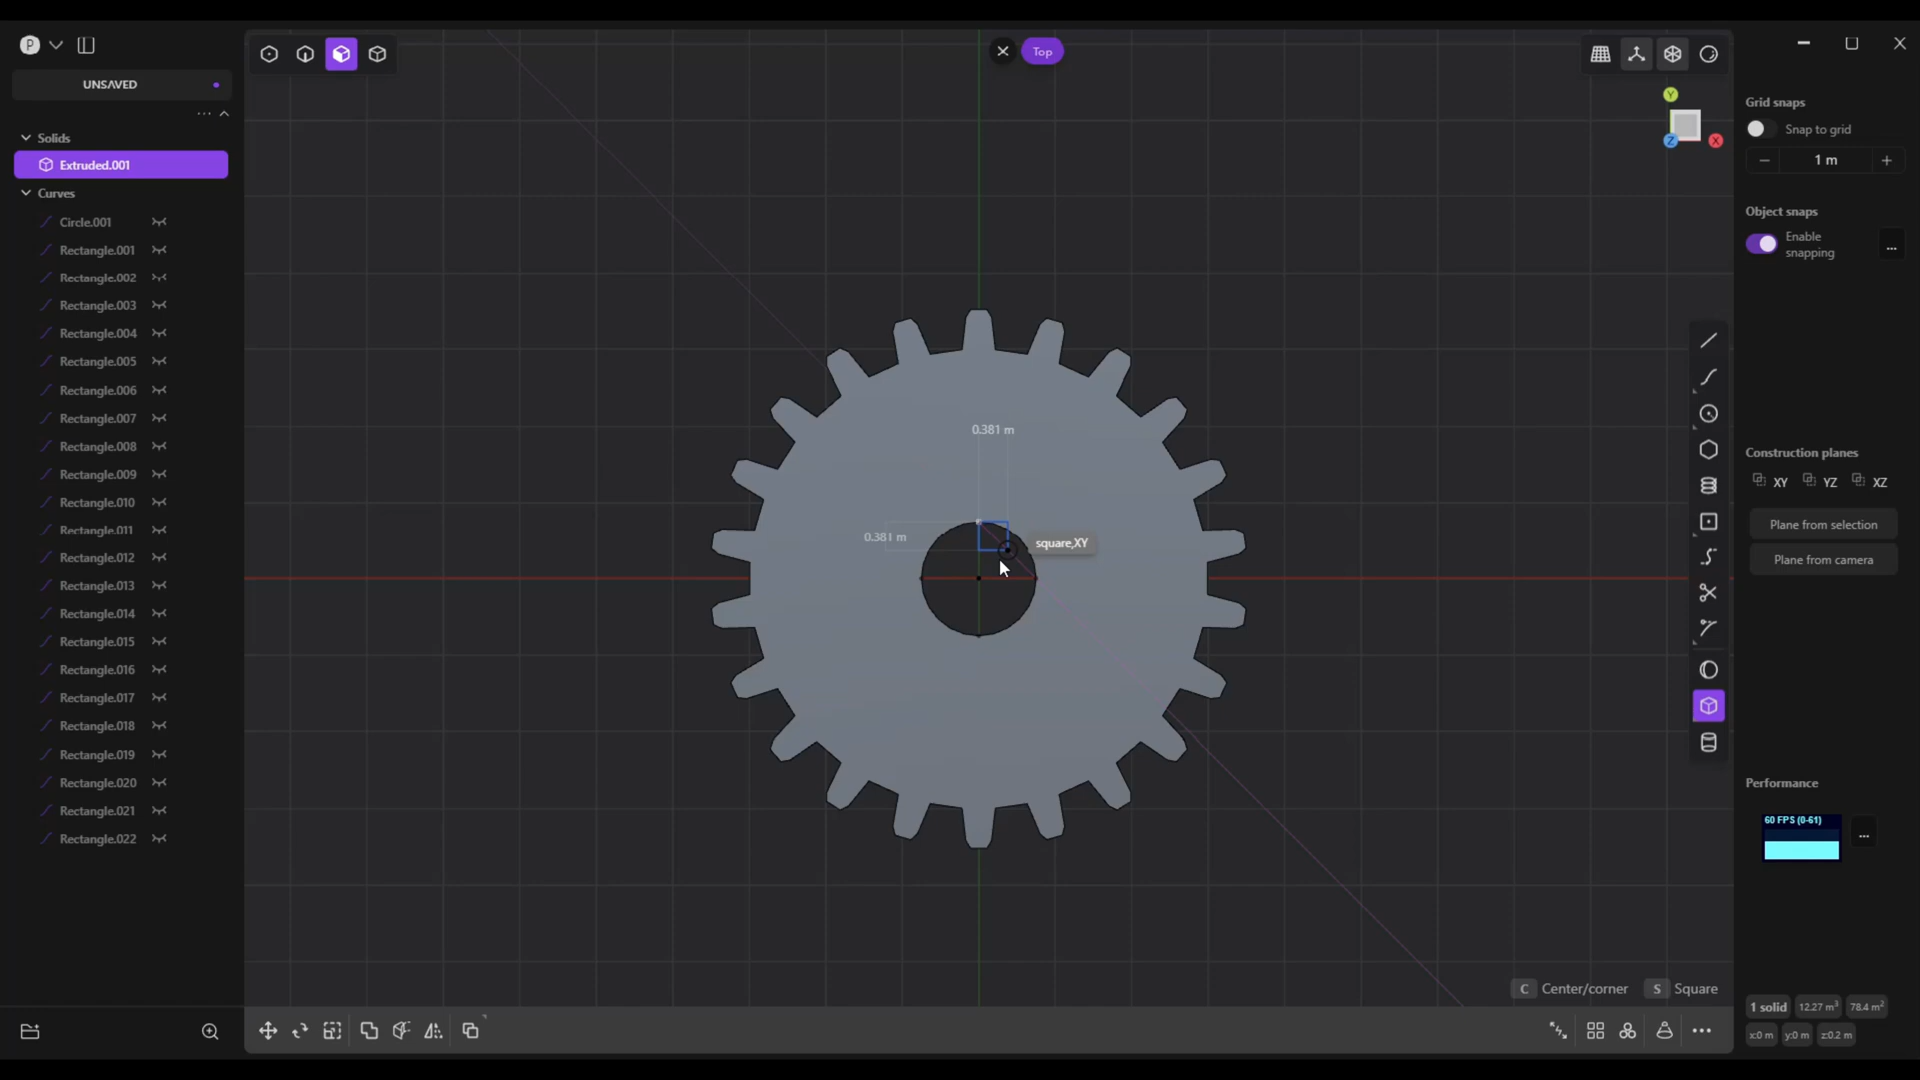 P
UNSAVED
...
Solids
Extruded.001
Curves
Circle.001
Rectangle.001
Rectangle.002
Rectangle.003
Rectangle.004
Rectangle.005
Rectangle.006
Rectangle.007
Rectangle.008
Rectangle.009
Rectangle.010
Rectangle.011
Rectangle.012
Rectangle.013
Rectangle.014
Rectangle.015
Rectangle.016
Rectangle.017
Rectangle.018
Rectangle.019
Rectangle.020
Rectangle.021
Rectangle.022
Top
0.381 m
0.381 m
square,XY
C Center/corner S Square
Y
Z
X
Grid snaps
Snap to grid
1 m
Object snaps
Enable
snapping
...
Construction planes
XY YZ XZ
Plane from selection
Plane from camera
Performance
60 FPS (0-61)
...
1 solid 12.27 m³ 78.4 m²
x:0 m y:0 m z:0.2 m